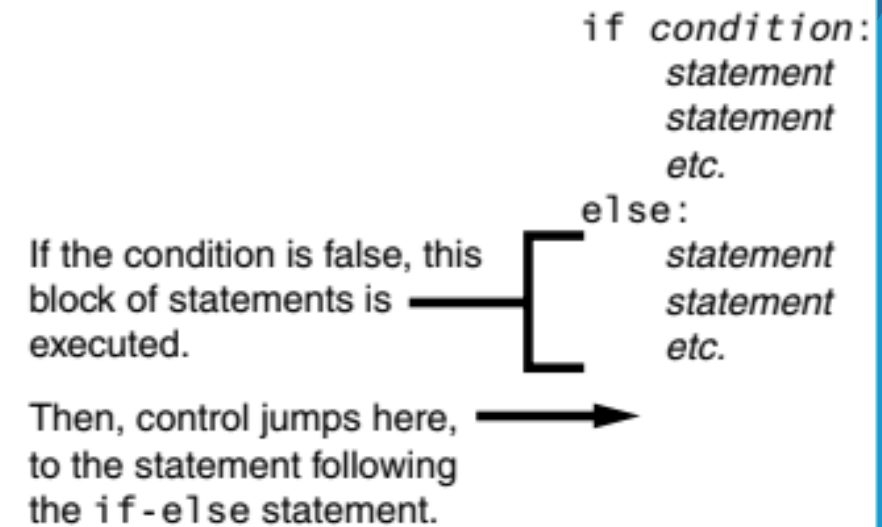 if condition:
statement
statement
etc.
else:
If the condition is false, this
block of statements is
executed.
statement
statement
etc.
Then, control jumps here,
to the statement following
the if-else statement.